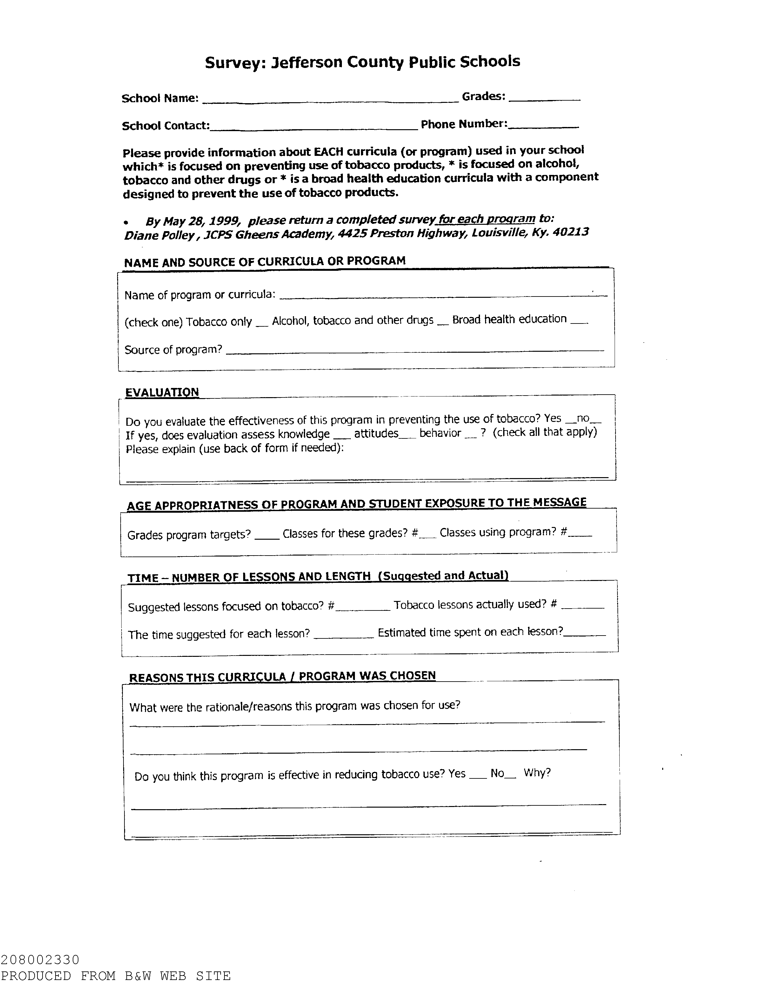 Survey: Jefferson County Public Schools
School Name: ______ Grades: ______
School Contact:______ Phone Number:______
Please provide information about EACH curricula (or program) used in your school
which* is focused on preventing use of tobacco products, * is focused on alcohol,
tobacco and other drugs or * is a broad health education curricula with a component
designed to prevent the use of tobacco products.
• By May 28, 1999, please return a completed survey for each program to:
Diane Polley, JCPS Gheens Academy, 4425 Preston Highway, Louisville, Ky. 40213
NAME AND SOURCE OF CURRICULA OR PROGRAM
Name of program or curricula: ______
(check one) Tobacco only __ Alcohol, tobacco and other drugs __ Broad health education ___
Source of program? ______
EVALUATION
Do you evaluate the effectiveness of this program in preventing the use of tobacco? Yes __no__
If yes, does evaluation assess knowledge ___ attitudes___ behavior __ ? (check all that apply)
Please explain (use back of form if needed):
AGE APPROPRIATNESS OF PROGRAM AND STUDENT EXPOSURE TO THE MESSAGE
Grades program targets? ____ Classes for these grades? #___ Classes using program? #____
TIME – NUMBER OF LESSONS AND LENGTH (Suggested and Actual)
Suggested lessons focused on tobacco? #______ Tobacco lessons actually used? # ______
The time suggested for each lesson? ______ Estimated time spent on each lesson?______
REASONS THIS CURRICULA / PROGRAM WAS CHOSEN
What were the rationale/reasons this program was chosen for use?
Do you think this program is effective in reducing tobacco use? Yes ___ No__ Why?
208002330
PRODUCED FROM B&W WEB SITE